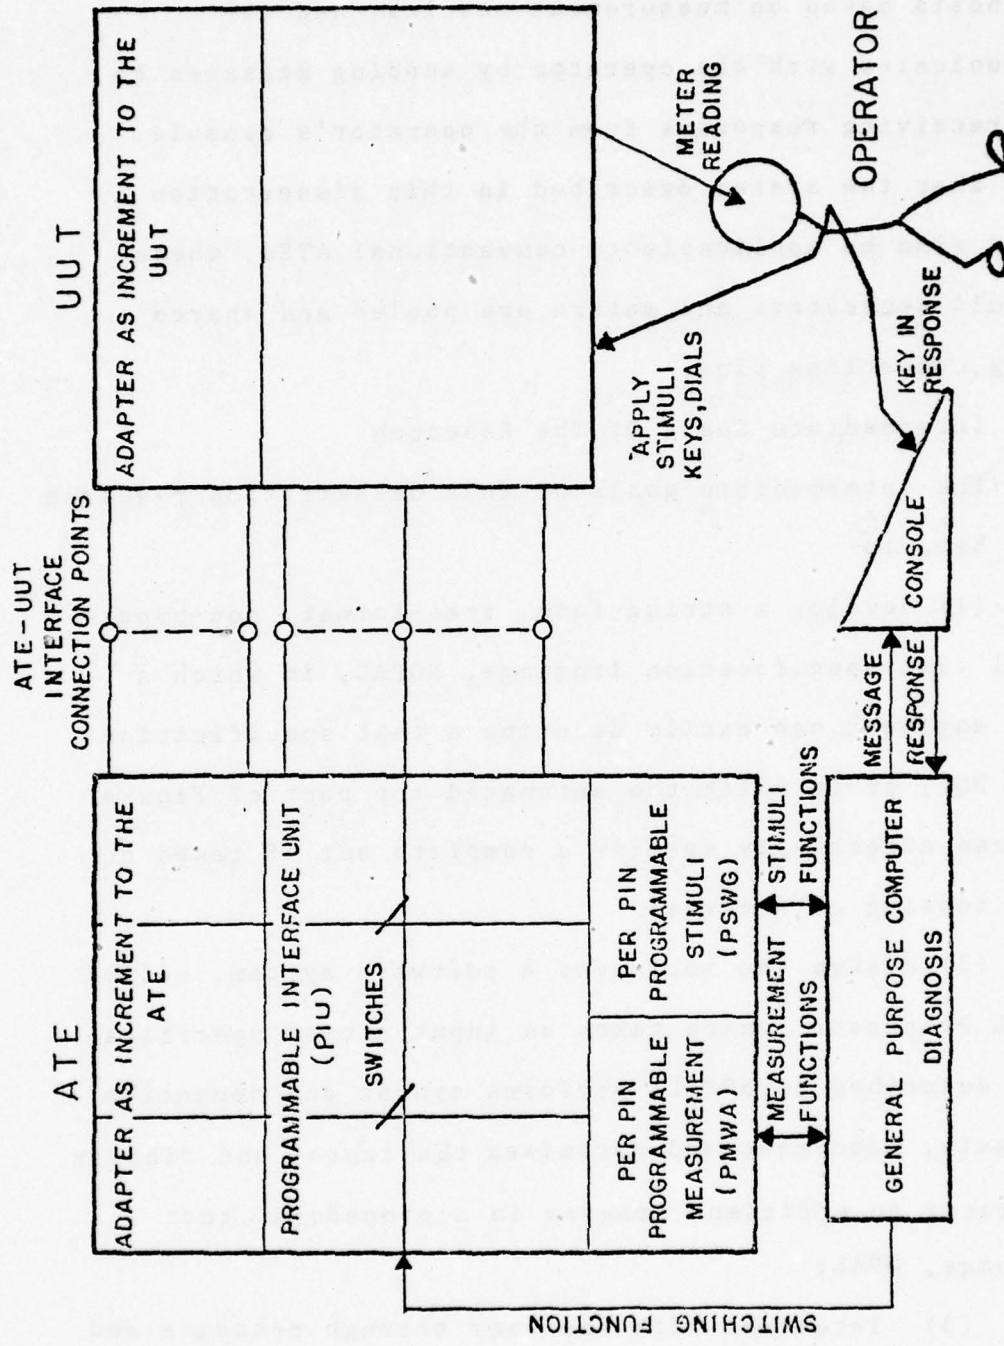 ATE
ATE-UUT
INTERFACE
CONNECTION POINTS
UUT
ADAPTER AS INCREMENT TO THE
ATE
ADAPTER AS INCREMENT TO THE
UUT
PROGRAMMABLE INTERFACE UNIT
(PIU)
SWITCHES
PER PIN
PROGRAMMABLE
MEASUREMENT
(PMWA)
PER PIN
PROGRAMMABLE
STIMULI
(PSWG)
MEASUREMENT
FUNCTIONS
STIMULI
FUNCTIONS
SWITCHING
FUNCTION
GENERAL PURPOSE COMPUTER
DIAGNOSIS
MESSAGE
RESPONSE
CONSOLE
KEY IN
RESPONSE
APPLY
STIMULI
KEYS,DIALS
METER
READING
OPERATOR